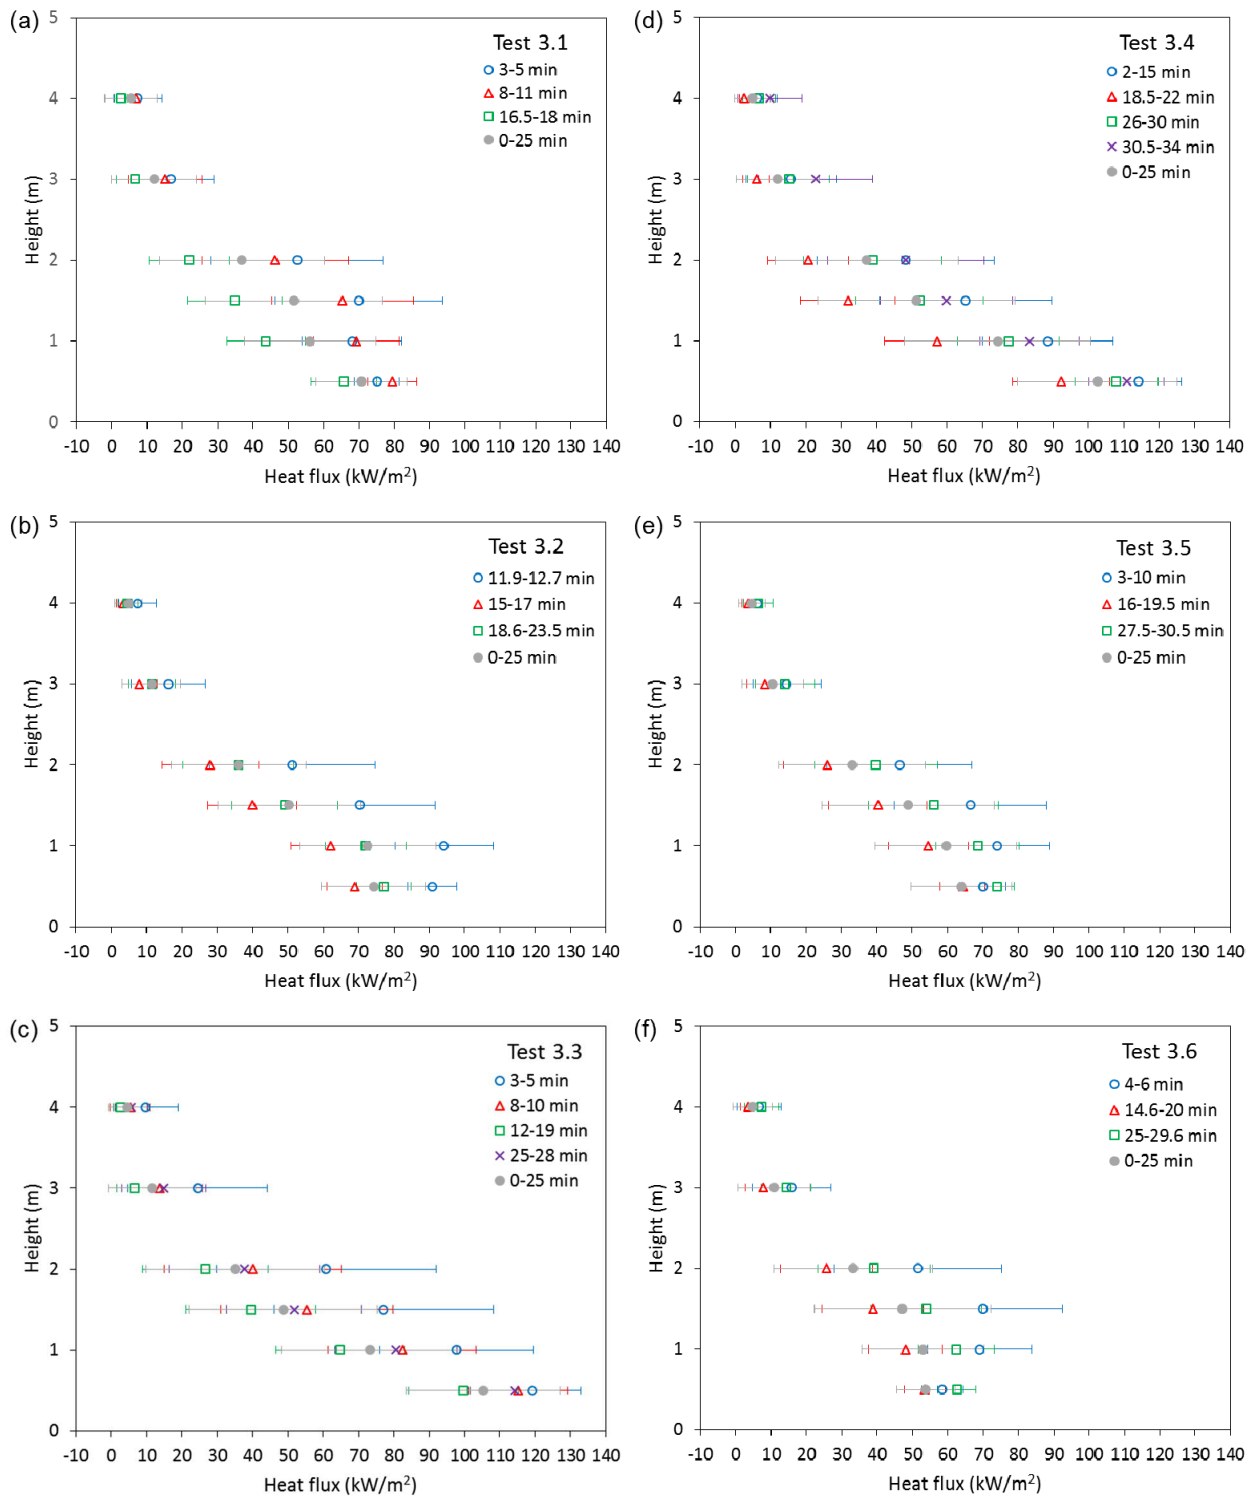 (a)
Test 3.1
3-5 min
8-11 min
16.5-18 min
0-25 min
5
4
3
2
1
0
Height (m)
-10 0 10 20 30 40 50 60 70 80 90 100 110 120 130 140
Heat flux (kW/m²)
(d)
Test 3.4
2-15 min
18.5-22 min
26-30 min
30.5-34 min
0-25 min
5
4
3
2
1
0
Height (m)
-10 0 10 20 30 40 50 60 70 80 90 100 110 120 130 140
Heat flux (kW/m²)
(b)
Test 3.2
11.9-12.7 min
15-17 min
18.6-23.5 min
0-25 min
5
4
3
2
1
0
Height (m)
-10 0 10 20 30 40 50 60 70 80 90 100 110 120 130 140
Heat flux (kW/m²)
(e)
Test 3.5
3-10 min
16-19.5 min
27.5-30.5 min
0-25 min
5
4
3
2
1
0
Height (m)
-10 0 10 20 30 40 50 60 70 80 90 100 110 120 130 140
Heat flux (kW/m²)
(c)
Test 3.3
3-5 min
8-10 min
12-19 min
25-28 min
0-25 min
5
4
3
2
1
0
Height (m)
-10 0 10 20 30 40 50 60 70 80 90 100 110 120 130 140
Heat flux (kW/m²)
(f)
Test 3.6
4-6 min
14.6-20 min
25-29.6 min
0-25 min
5
4
3
2
1
0
Height (m)
-10 0 10 20 30 40 50 60 70 80 90 100 110 120 130 140
Heat flux (kW/m²)